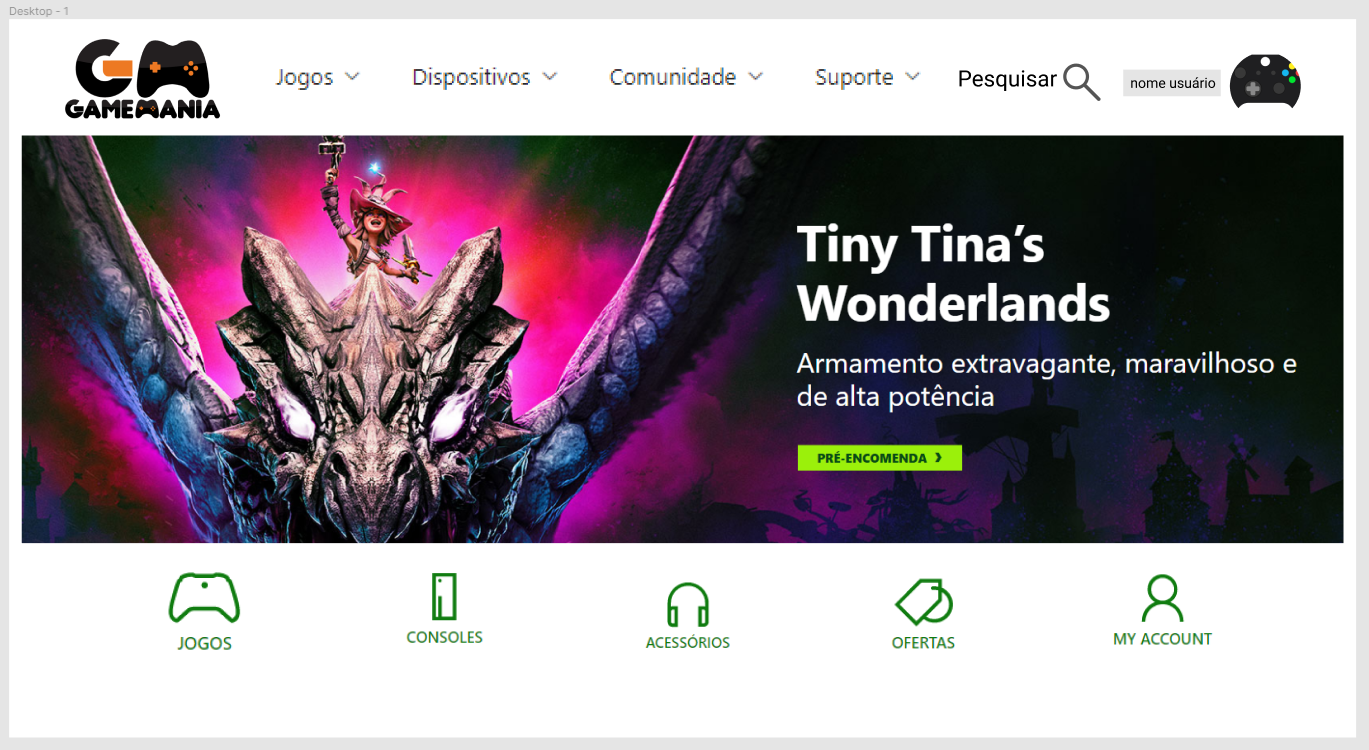 Desktop - 1
GAMEMANIA
Jogos
Dispositivos
Comunidade
Suporte
Pesquisar
nome usuário
Tiny Tina’s
Wonderlands
Armamento extravagante, maravilhoso e
de alta potência
PRÉ-ENCOMENDA
JOGOS
CONSOLES
ACESSÓRIOS
OFERTAS
MY ACCOUNT